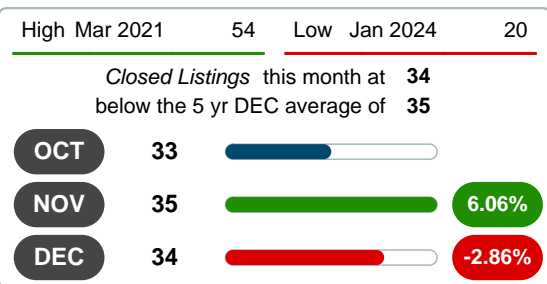 High Mar 2021 54 Low Jan 2024 20
Closed Listings this month at 34
below the 5 yr DEC average of 35
OCT 33
NOV 35 6.06%
DEC 34 -2.86%